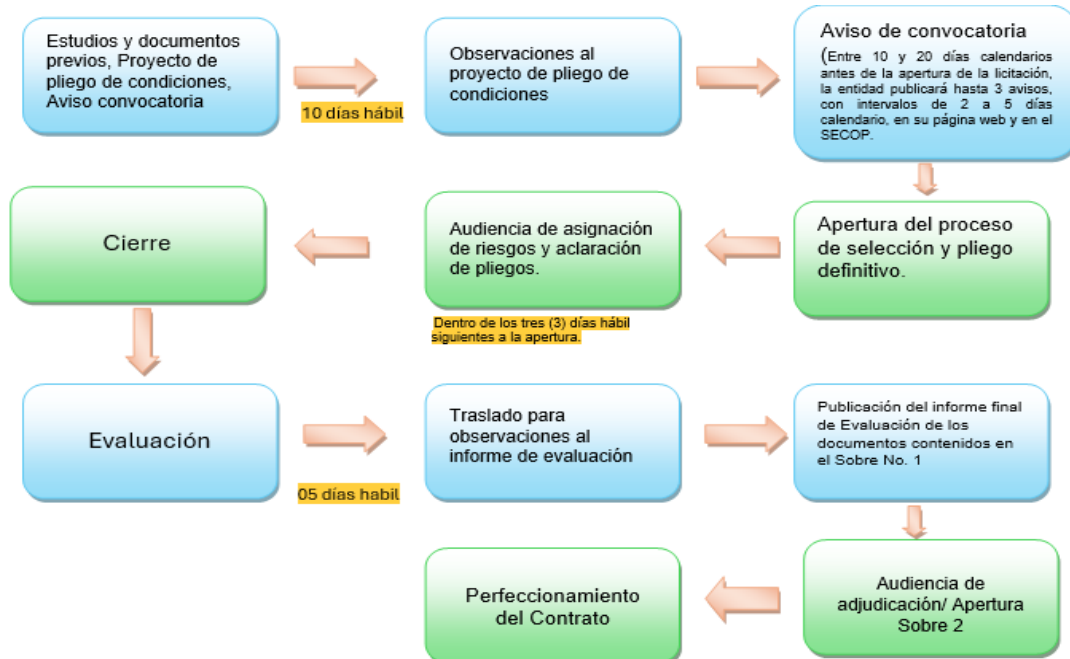 Estudios y documentos
previos, Proyecto de
pliego de condiciones,
Aviso convocatoria
10 días hábil
Observaciones al
proyecto de pliego de
condiciones
Aviso de convocatoria
(Entre 10 y 20 días calendarios
antes de la apertura de la licitación,
la entidad publicará hasta 3 avisos,
con intervalos de 2 a 5 días
calendario, en su página web y en el
SECOP.
Apertura del proceso
de selección y pliego
definitivo.
Audiencia de asignación
de riesgos y aclaración
de pliegos.
Dentro de los tres (3) días hábil
siguientes a la apertura.
Cierre
Evaluación
05 días habil
Traslado para
observaciones al
informe de evaluación
Publicación del informe final
de Evaluación de los
documentos contenidos en
el Sobre No. 1
Audiencia de
adjudicación/ Apertura
Sobre 2
Perfeccionamiento
del Contrato